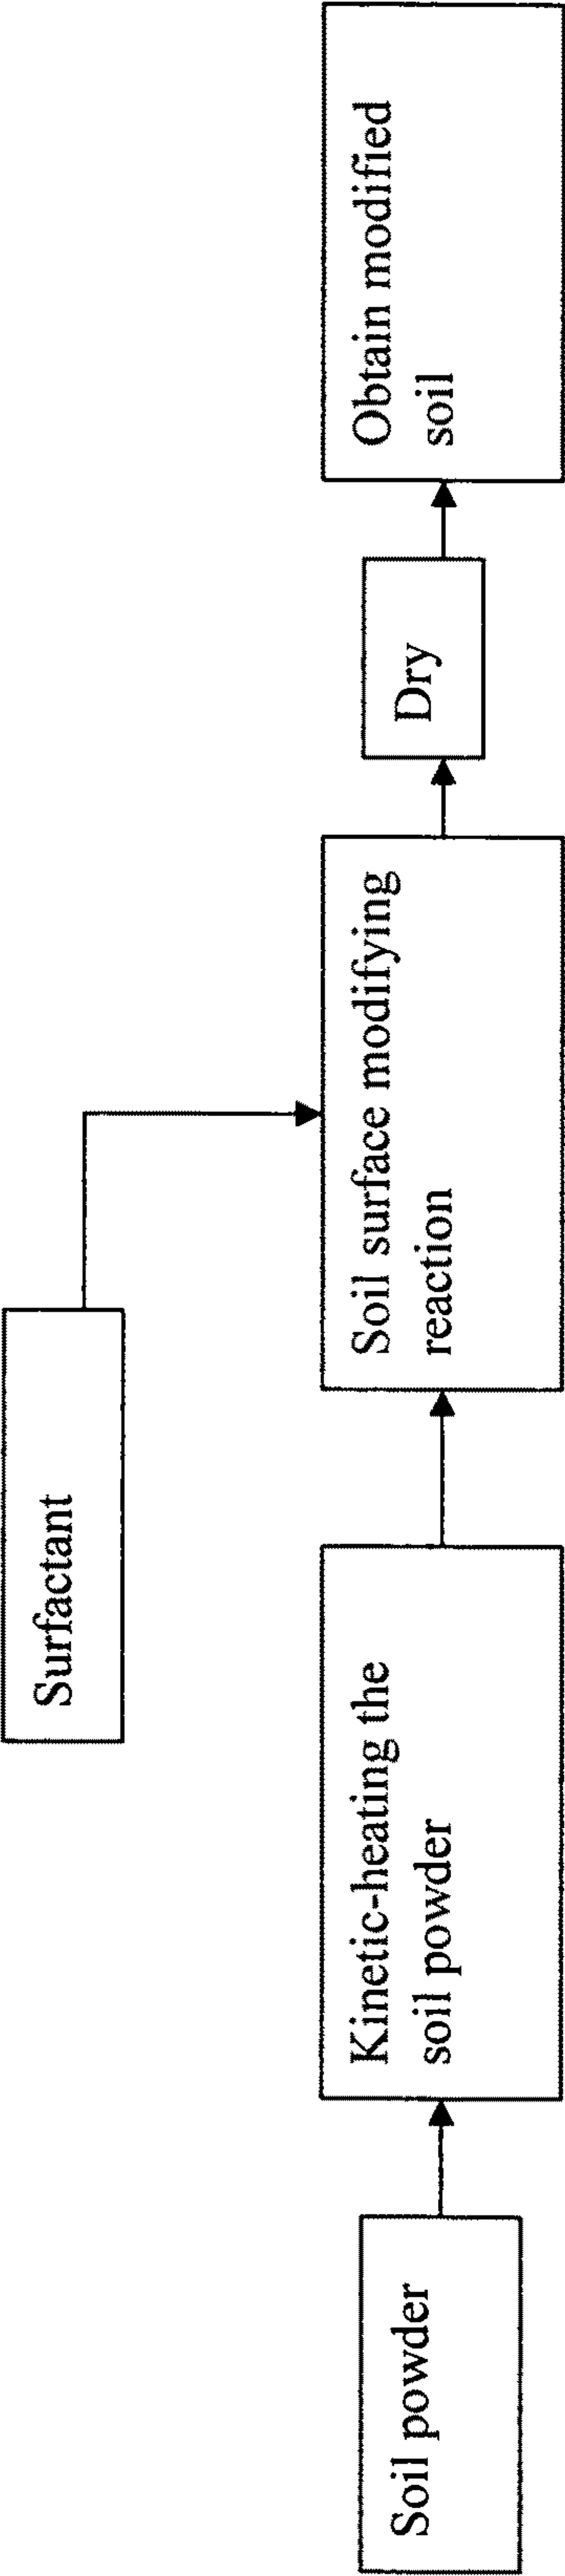 Surfactant
Soil powder
Kinetic-heating the
soil powder
Soil surface modifying
reaction
Dry
Obtain modified
soil